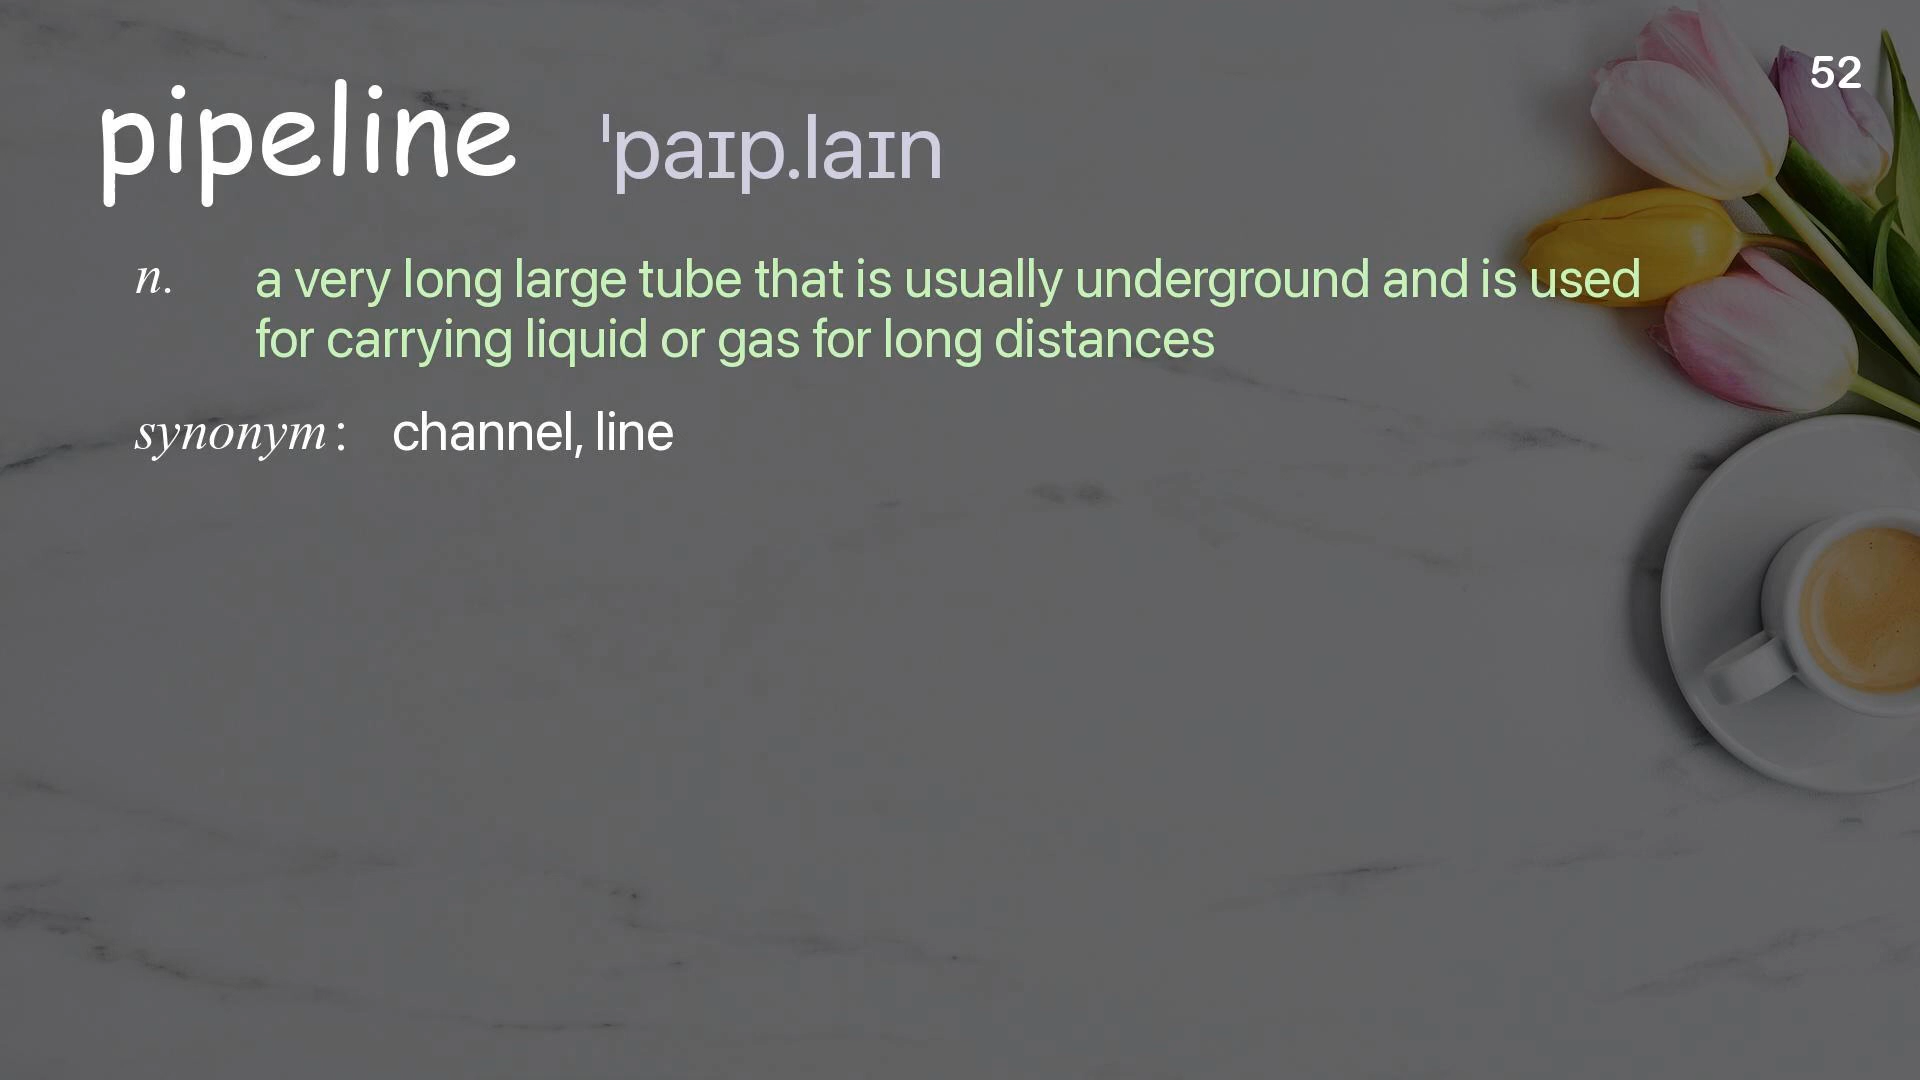 52
pipeline ˈpaɪp.laɪn
n. a very long large tube that is usually underground and is used
for carrying liquid or gas for long distances
synonym: channel, line